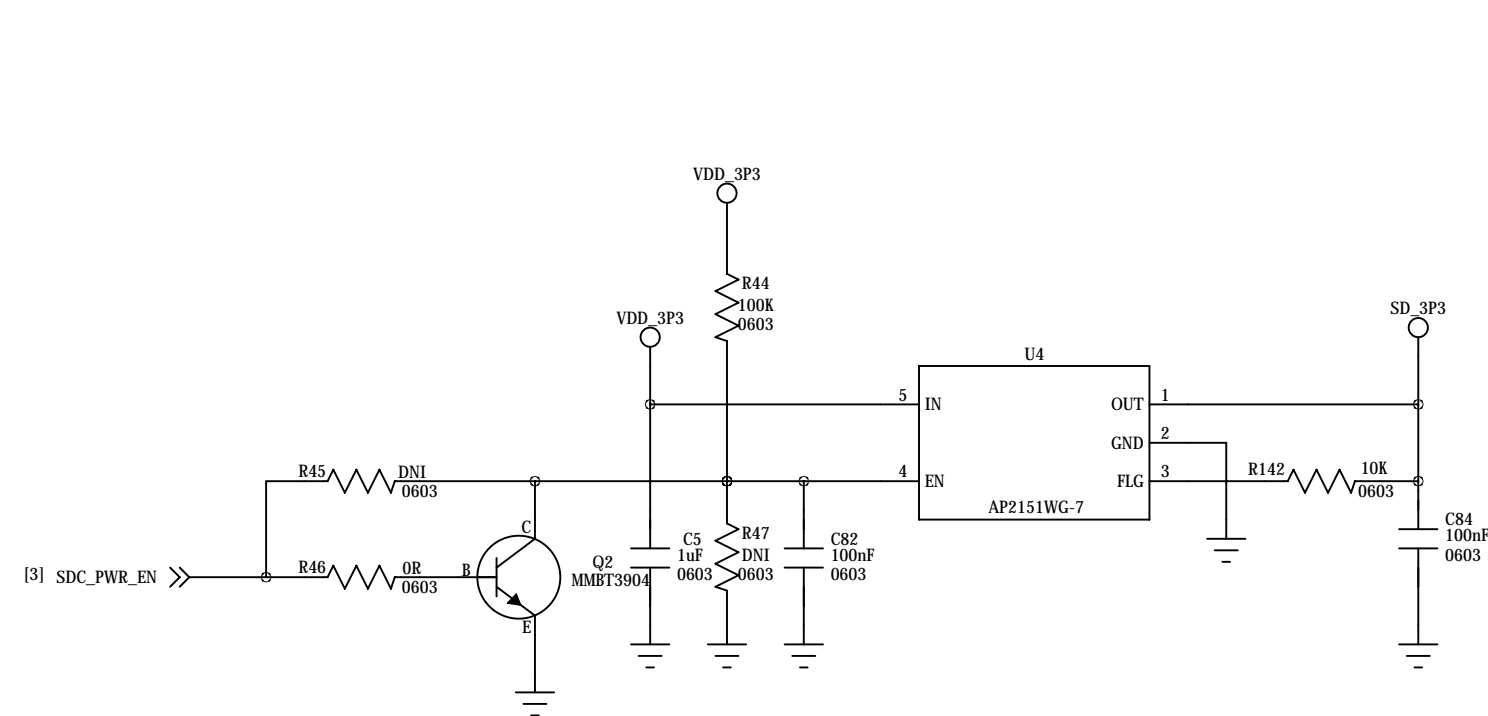 VDD_3P3
R44
100K
0603
VDD_3P3
SD_3P3
U4
5
IN
OUT
1
GND
2
4
EN
FLG
3
AP2151WG-7
R142
10K
0603
R45
DNI
0603
C84
100nF
0603
C
Q2
MMBT3904
B
E
C5
1uF
0603
R47
DNI
0603
C82
100nF
0603
[3] SDC_PWR_EN
R46
0R
0603